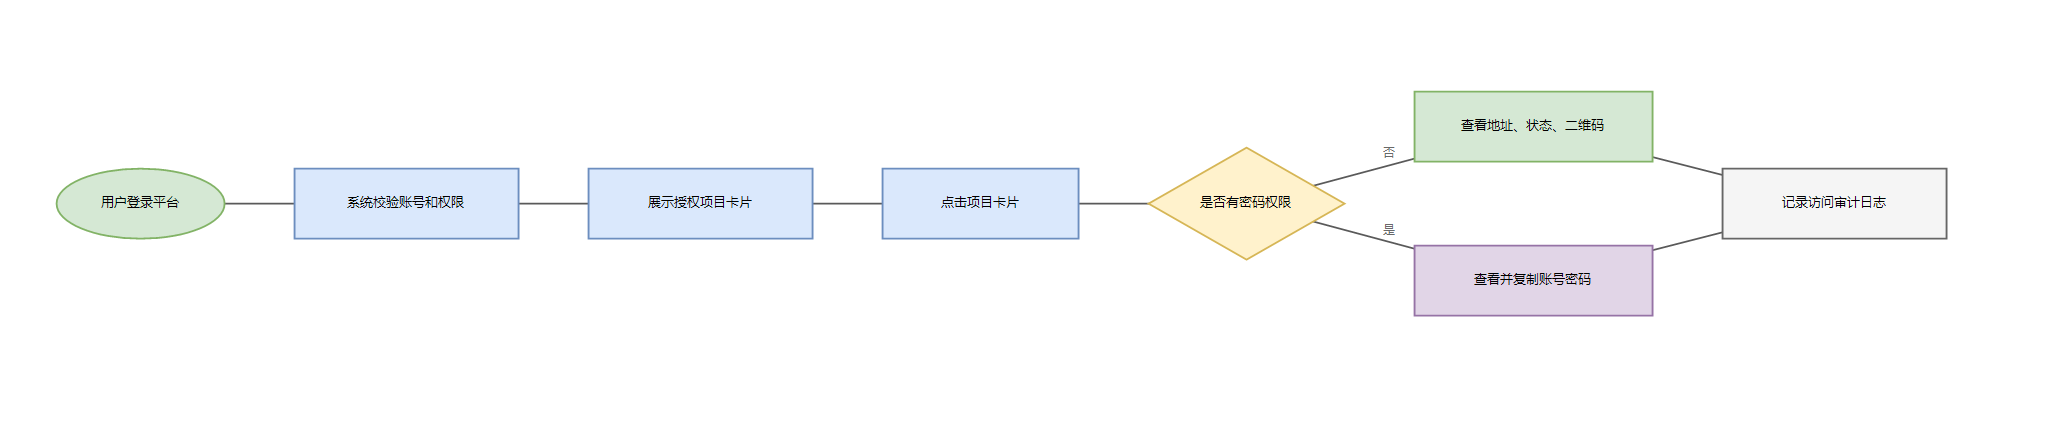 用户登录平台
系统校验账号和权限
展示授权项目卡片
点击项目卡片
是否有密码权限
否
查看地址、状态、二维码
是
查看并复制账号密码
记录访问审计日志